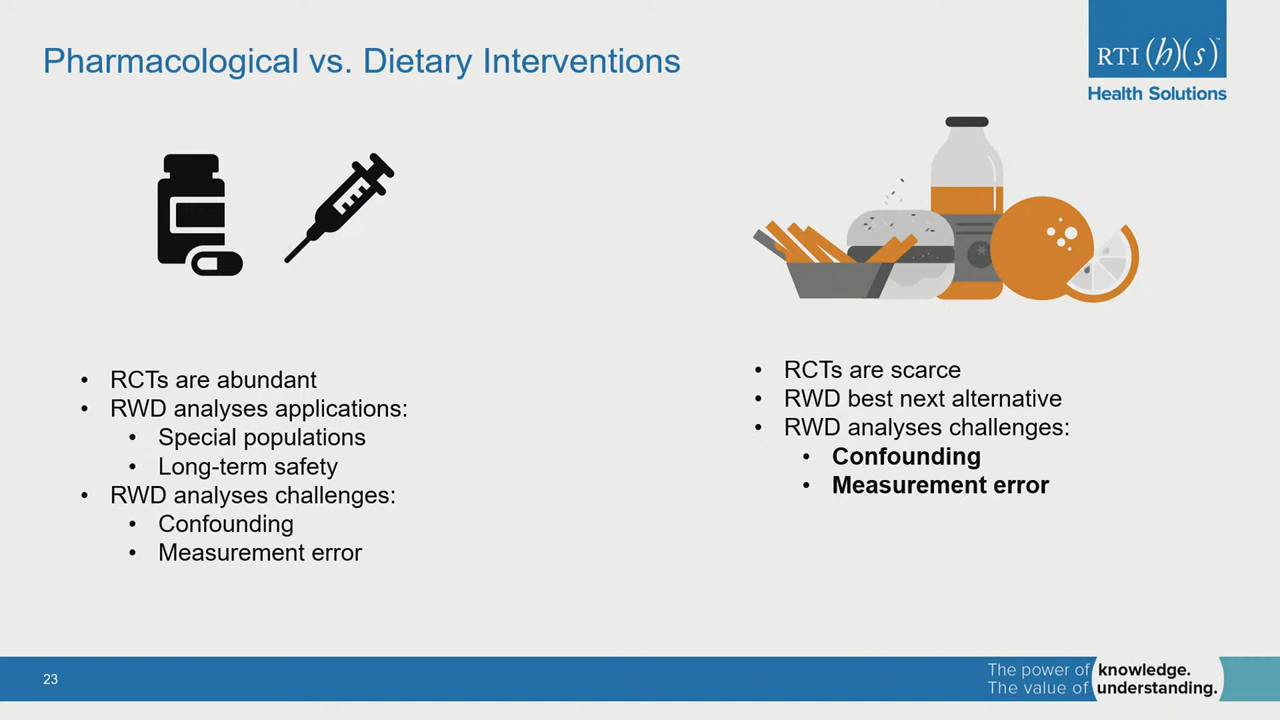 Pharmacological vs. Dietary Interventions
RTI (h)(s)™
Health Solutions
• RCTs are abundant
• RWD analyses applications:
• Special populations
• Long-term safety
• RWD analyses challenges:
• Confounding
• Measurement error
• RCTs are scarce
• RWD best next alternative
• RWD analyses challenges:
• Confounding
• Measurement error
23
The power of knowledge.
The value of understanding.